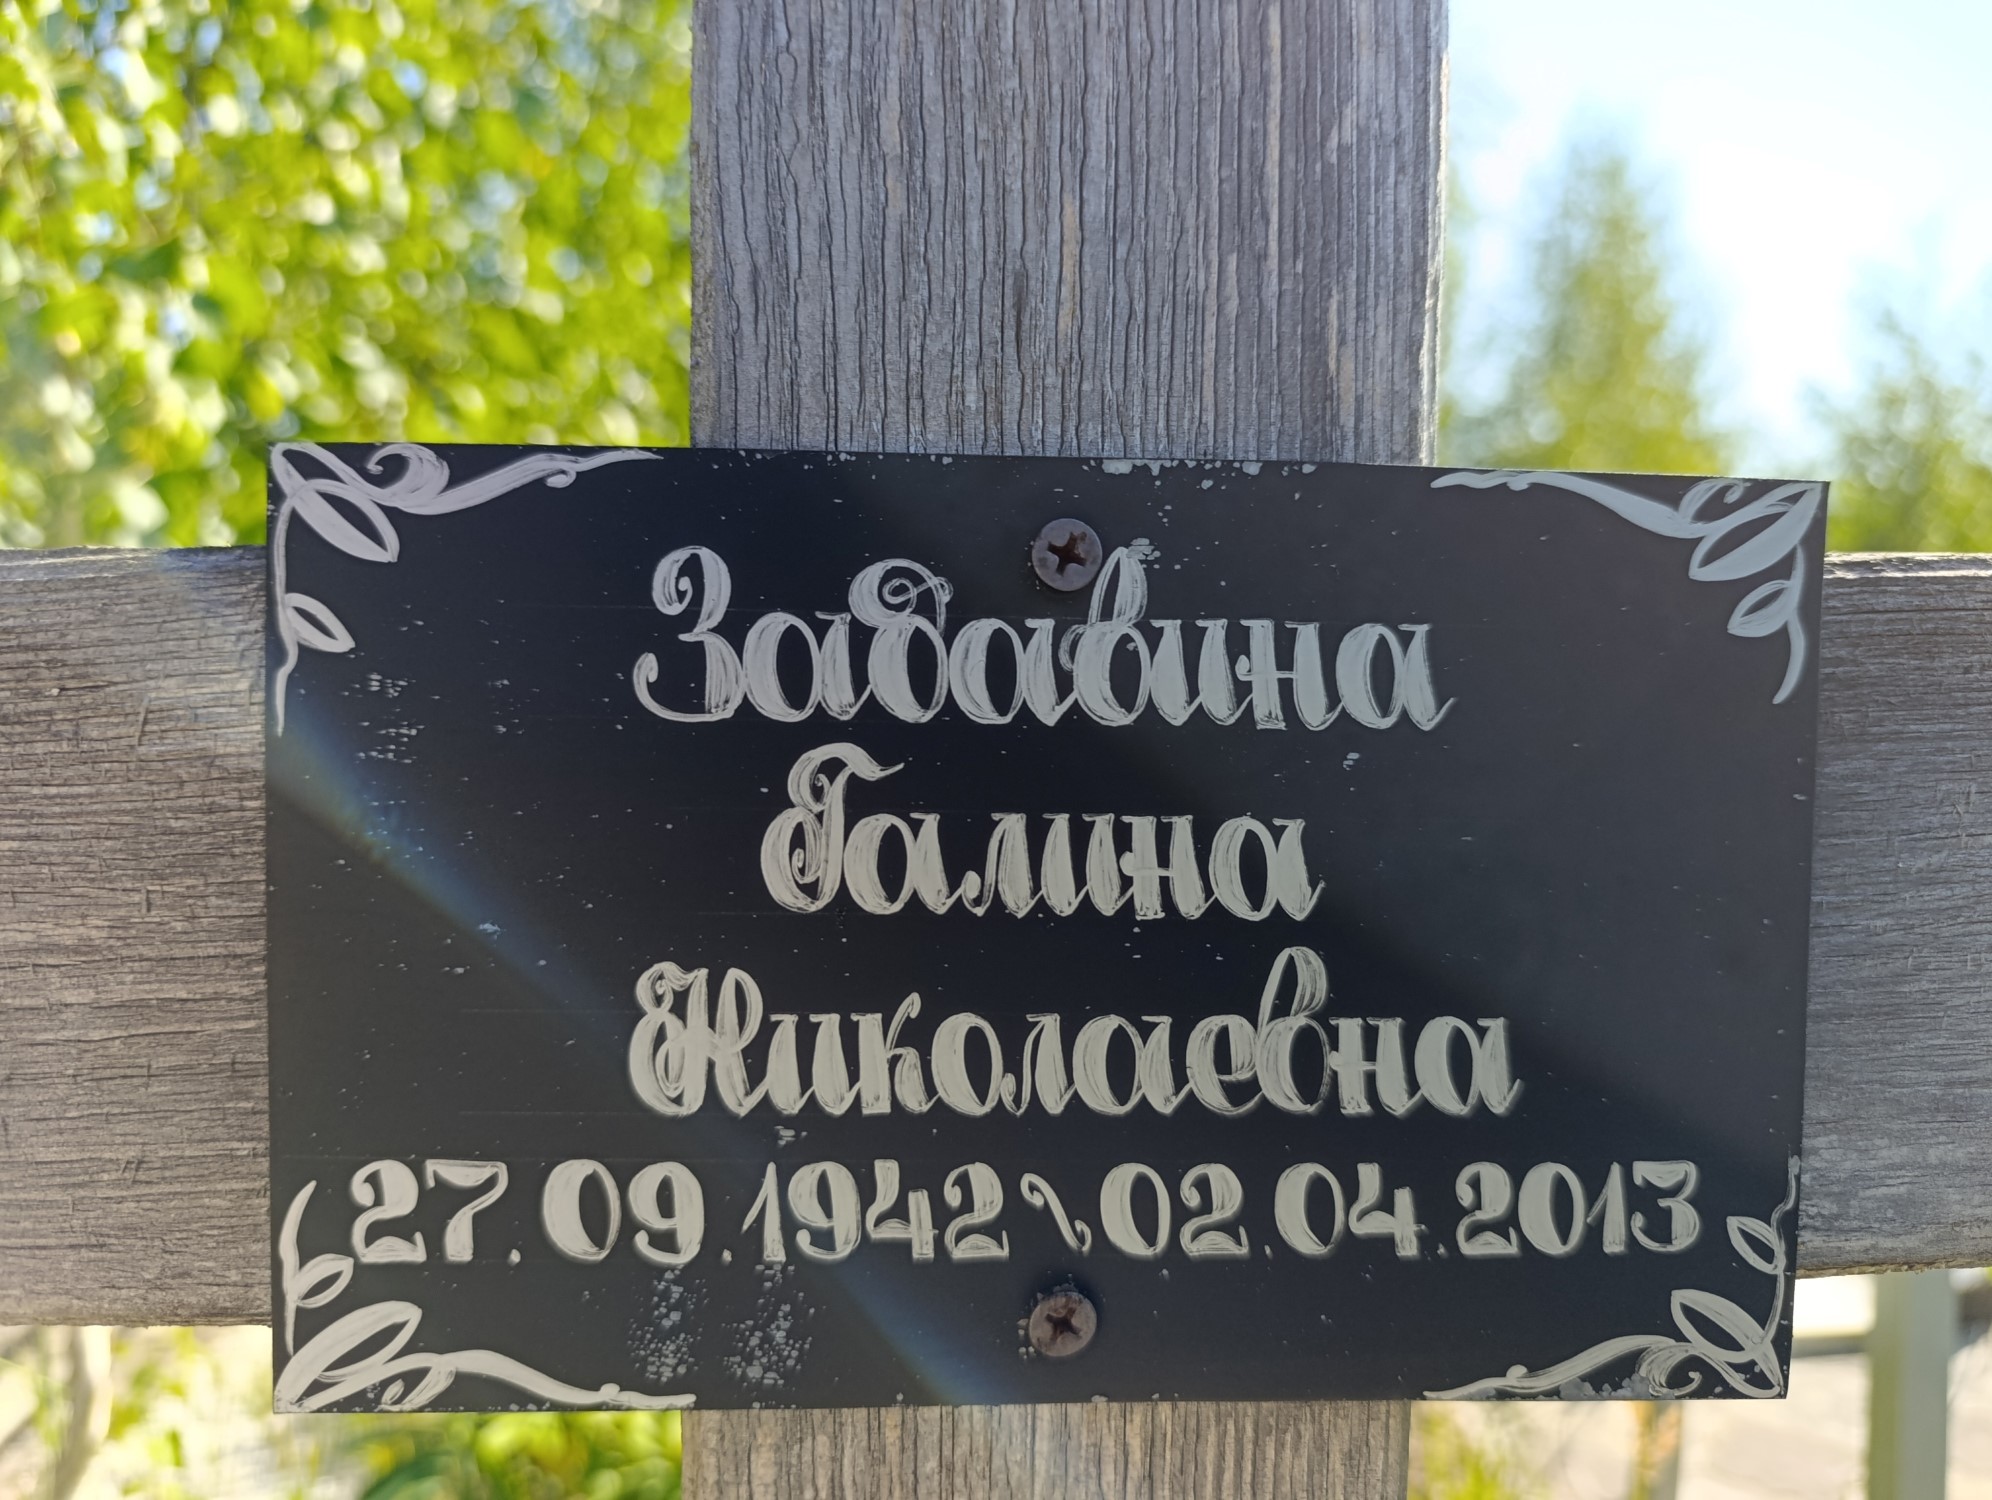 Забавина
Галина
Николаевна
27.09.1942 \ 02.04.2013